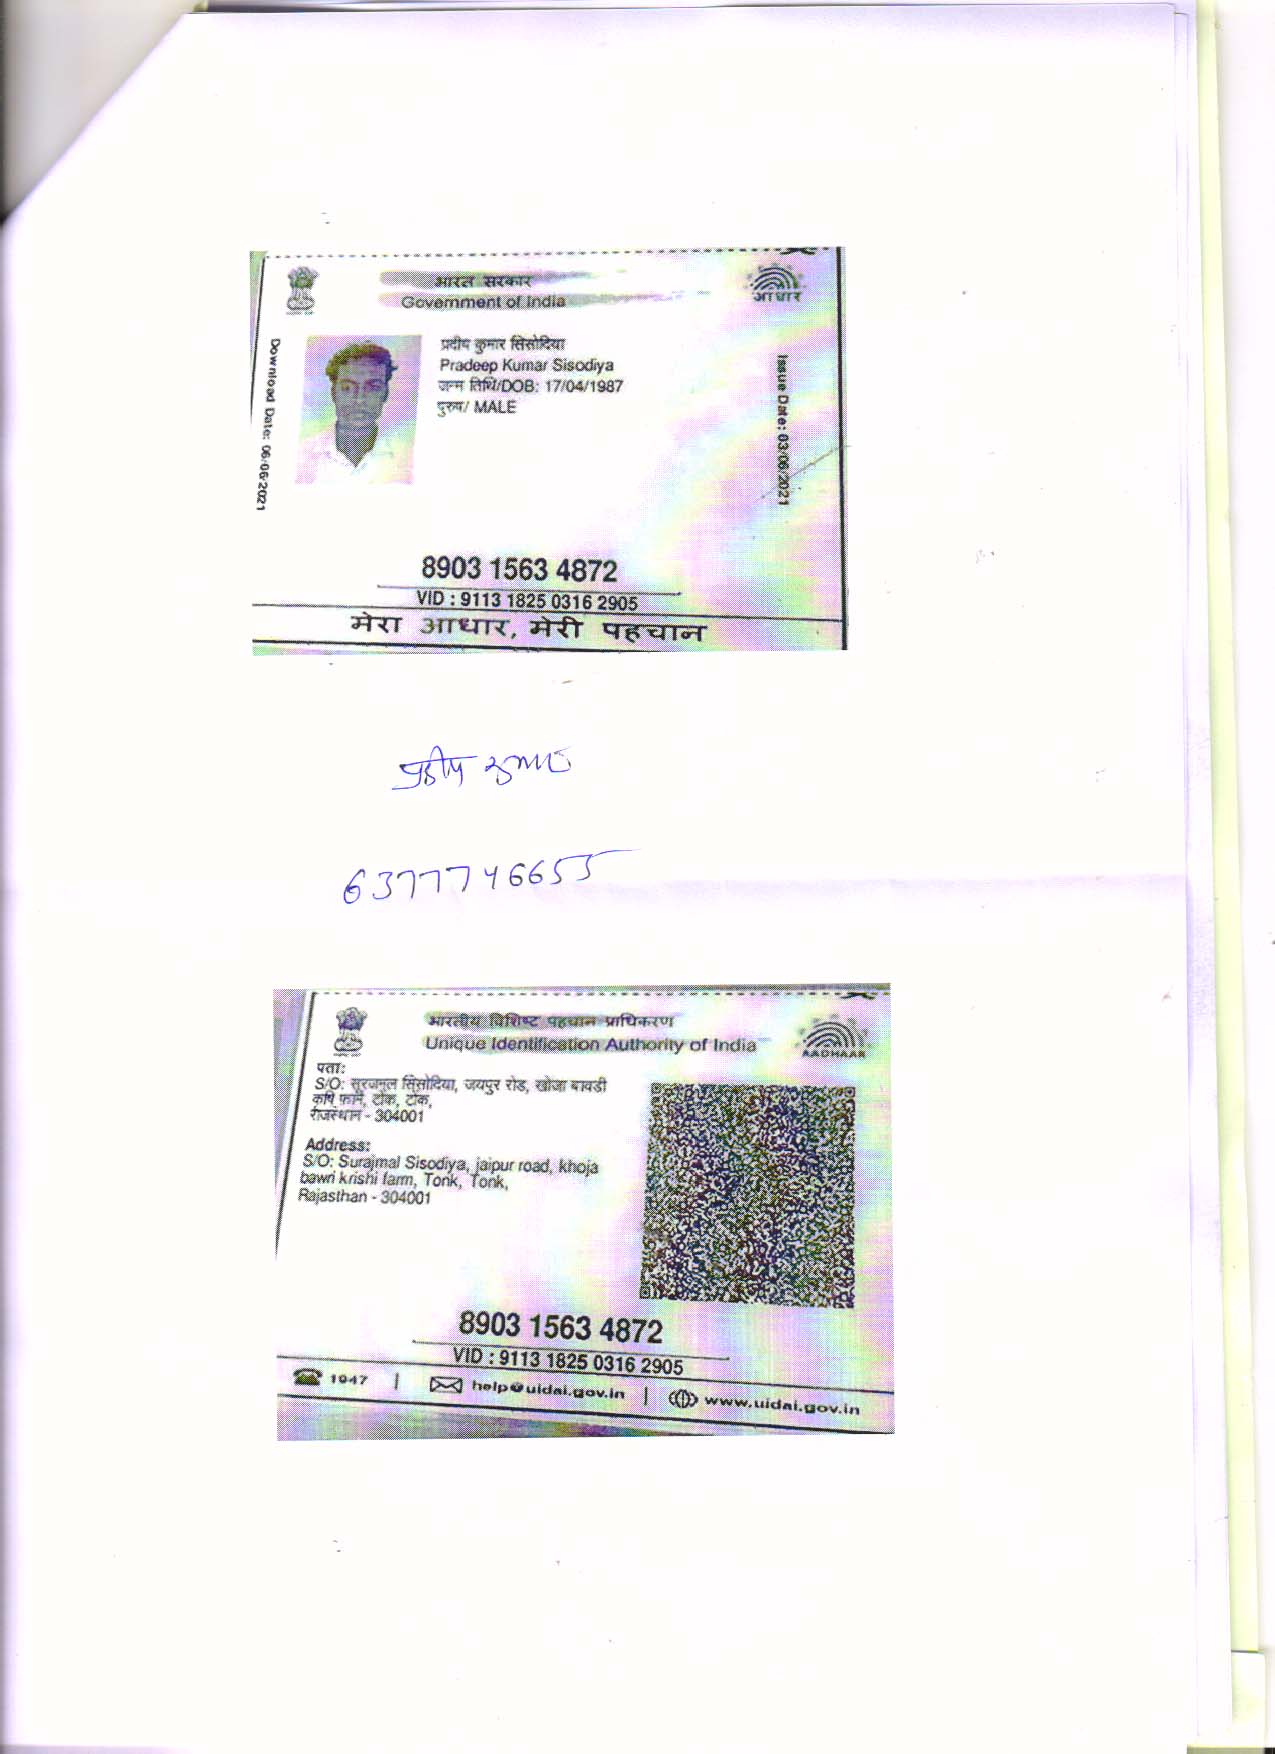 भारत सरकार
Government of India
आधार
Download Date: 06/06/2021
प्रदीप कुमार सिसोदिया
Pradeep Kumar Sisodiya
जन्म तिथि/DOB: 17/04/1987
पुरुष/ MALE
Issue Date: 03/06/2021
8903 1563 4872
VID : 9113 1825 0316 2905
मेरा आधार, मेरी पहचान
प्रदीप कुमार
6377746655
भारतीय विशिष्ट पहचान प्राधिकरण
Unique Identification Authority of India
AADHAAR
पता:
S/O: सूरजमल सिसोदिया, जयपुर रोड, खोजा बावडी
कृषि फ़ार्म, टोंक, टोंक,
राजस्थान - 304001
Address:
S/O: Surajmal Sisodiya, jaipur road, khoja
bawri krishi farm, Tonk, Tonk,
Rajasthan - 304001
8903 1563 4872
VID : 9113 1825 0316 2905
1947 | help@uidai.gov.in | www.uidai.gov.in